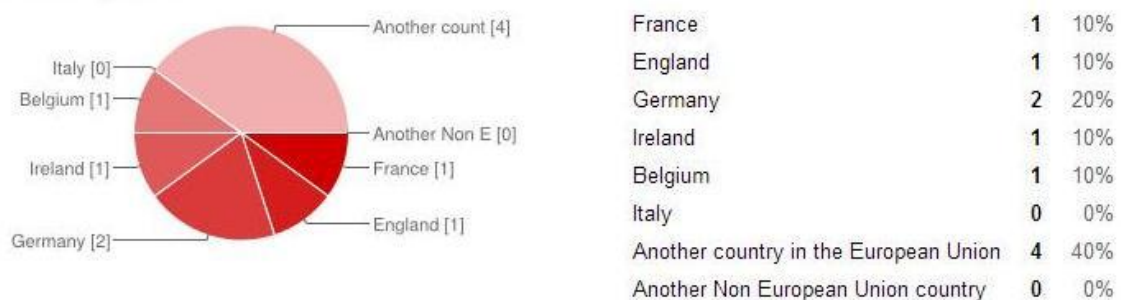 Another count [4]
Italy [0]
Belgium [1]
Another Non E [0]
Ireland [1]
France [1]
England [1]
Germany [2]
France 1 10%
England 1 10%
Germany 2 20%
Ireland 1 10%
Belgium 1 10%
Italy 0 0%
Another country in the European Union 4 40%
Another Non European Union country 0 0%